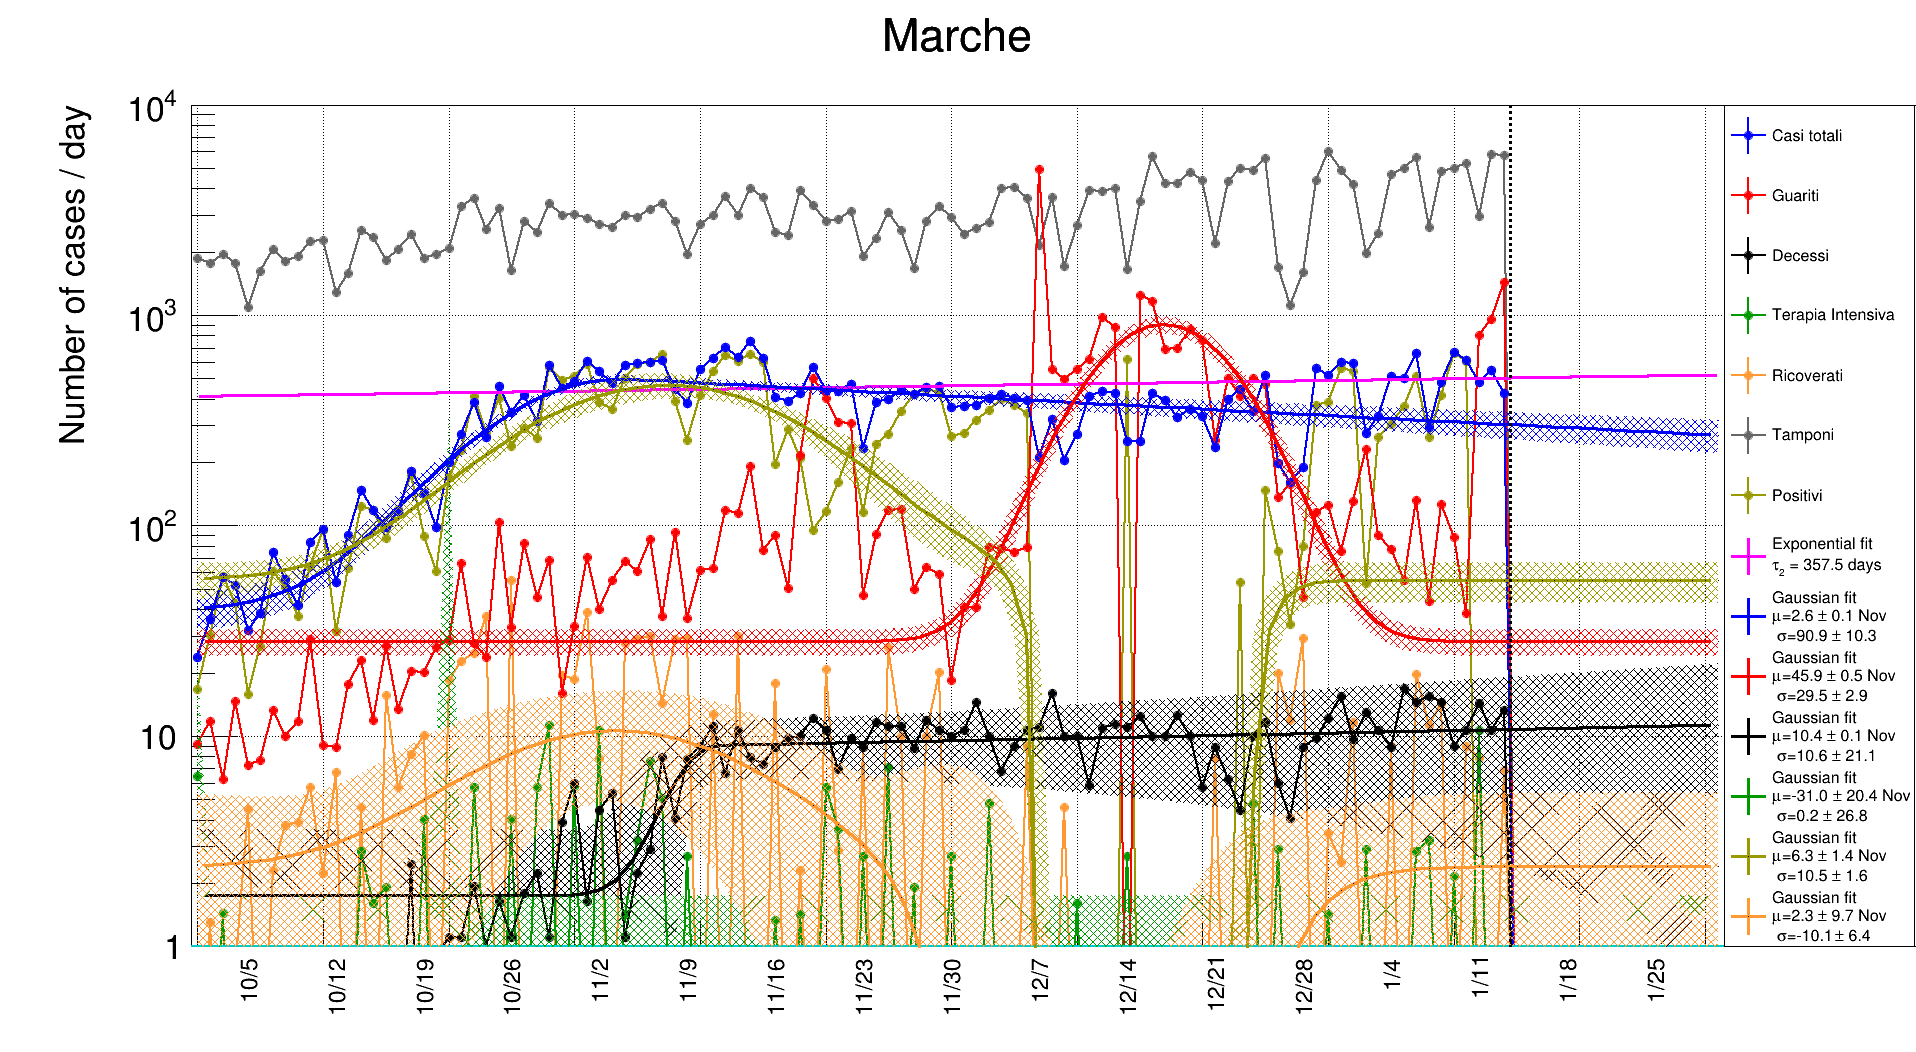 Marche
Number of cases / day
10⁴
10³
10²
10
1
10/5
10/12
10/19
10/26
11/2
11/9
11/16
11/23
11/30
12/7
12/14
12/21
12/28
1/4
1/11
1/18
1/25
Casi totali
Guariti
Decessi
Terapia Intensiva
Ricoverati
Tamponi
Positivi
Exponential fit
τ₂ = 357.5 days
Gaussian fit
μ=2.6 ± 0.1 Nov
σ=90.9 ± 10.3
Gaussian fit
μ=45.9 ± 0.5 Nov
σ=29.5 ± 2.9
Gaussian fit
μ=10.4 ± 0.1 Nov
σ=10.6 ± 21.1
Gaussian fit
μ=-31.0 ± 20.4 Nov
σ=0.2 ± 26.8
Gaussian fit
μ=6.3 ± 1.4 Nov
σ=10.5 ± 1.6
Gaussian fit
μ=2.3 ± 9.7 Nov
σ=-10.1 ± 6.4